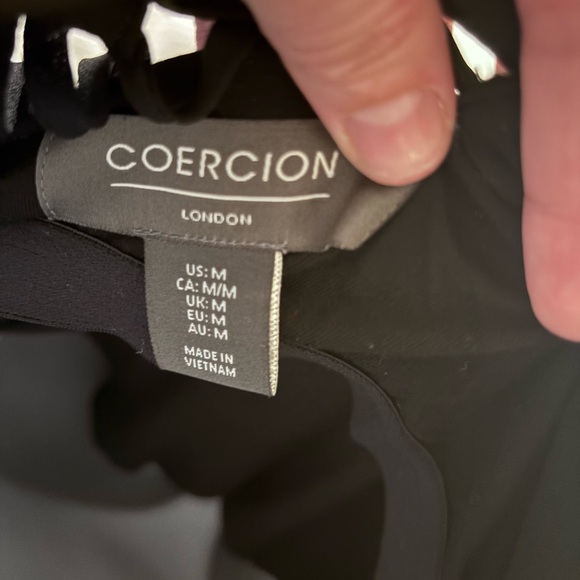 COERCION
LONDON
US: M
CA: M/M
UK: M
EU: M
AU: M
MADE IN
VIETNAM